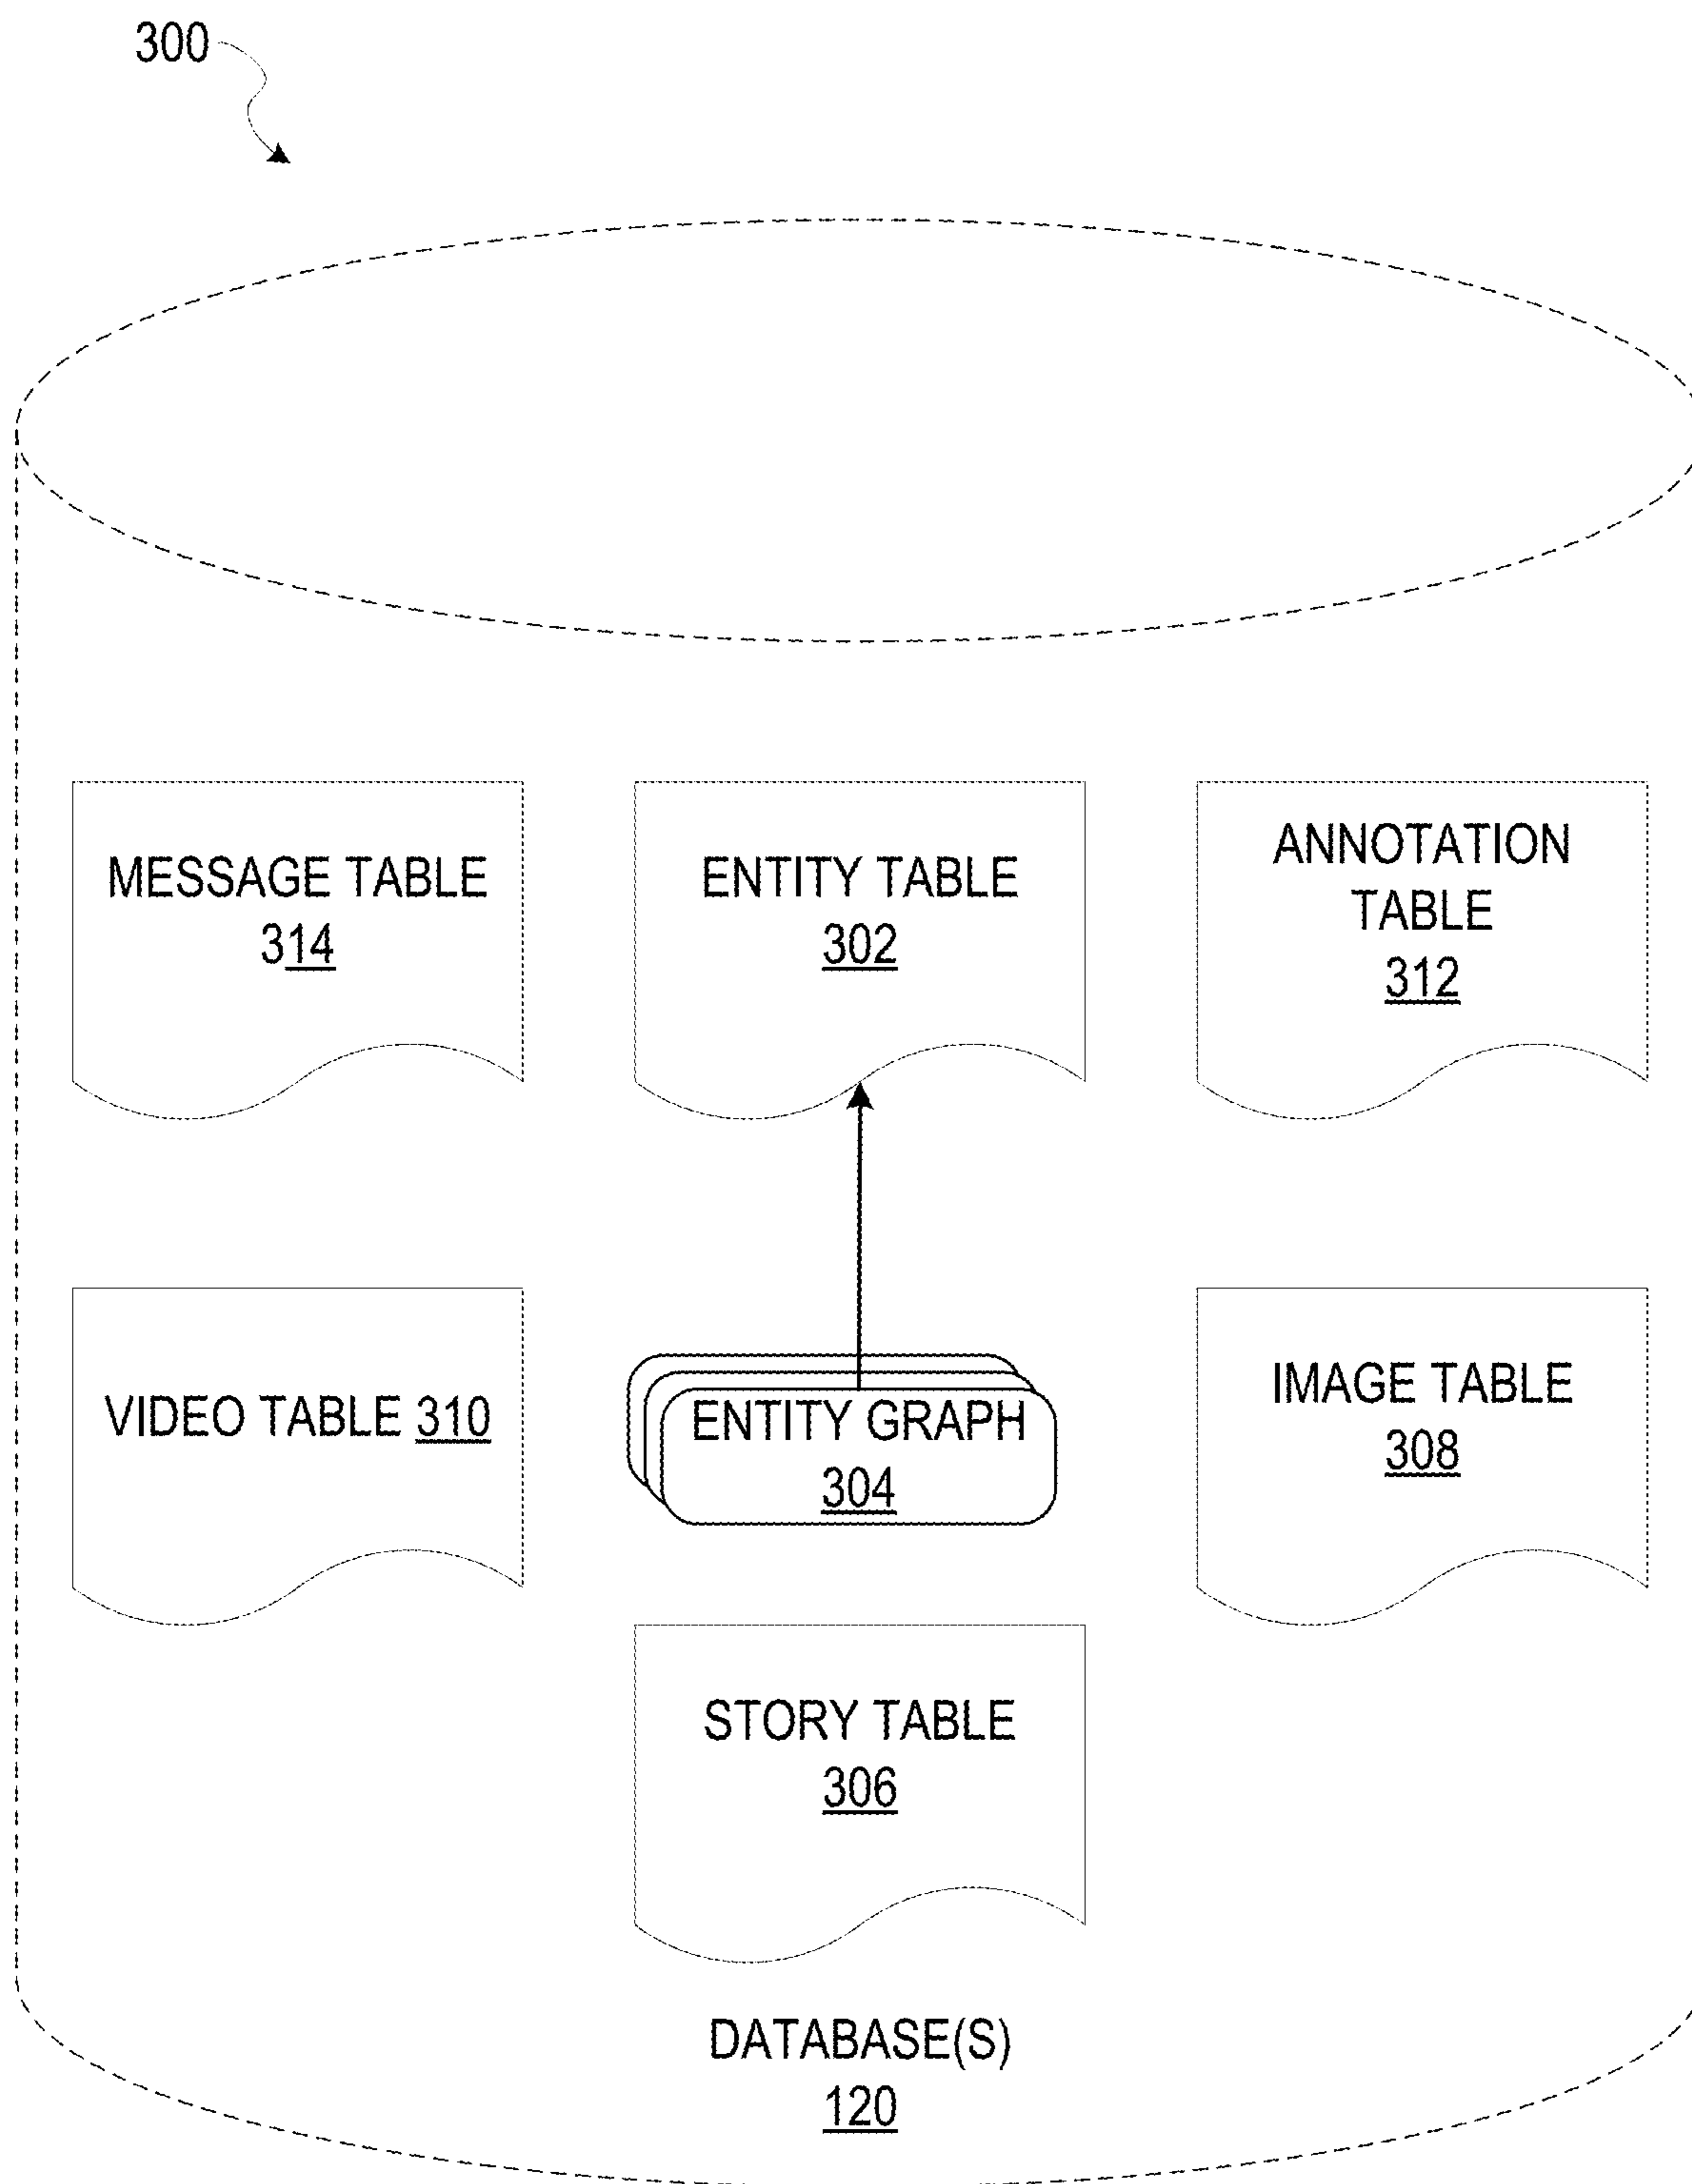 300
MESSAGE TABLE
314
ENTITY TABLE
302
ANNOTATION
TABLE
312
VIDEO TABLE 310
ENTITY GRAPH
304
IMAGE TABLE
308
STORY TABLE
306
DATABASE(S)
120